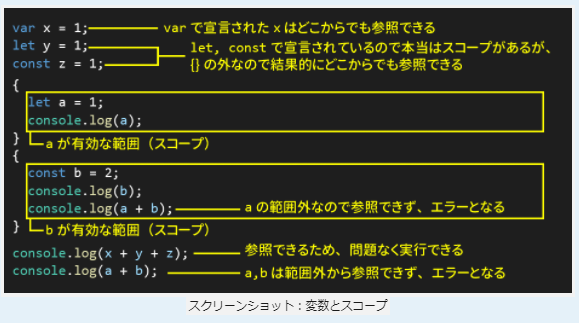 var x = 1; var で宣言された x はどこからでも参照できる
let y = 1; let, const で宣言されているので本当はスコープがあるが、
const z = 1; {} の外なので結果的にどこからでも参照できる
{
let a = 1;
console.log(a);
} a が有効な範囲（スコープ）
{
const b = 2;
console.log(b);
console.log(a + b); a の範囲外なので参照できず、エラーとなる
} b が有効な範囲（スコープ）
console.log(x + y + z); 参照できるため、問題なく実行できる
console.log(a + b); a,b は範囲外から参照できず、エラーとなる
スクリーンショット：変数とスコープ